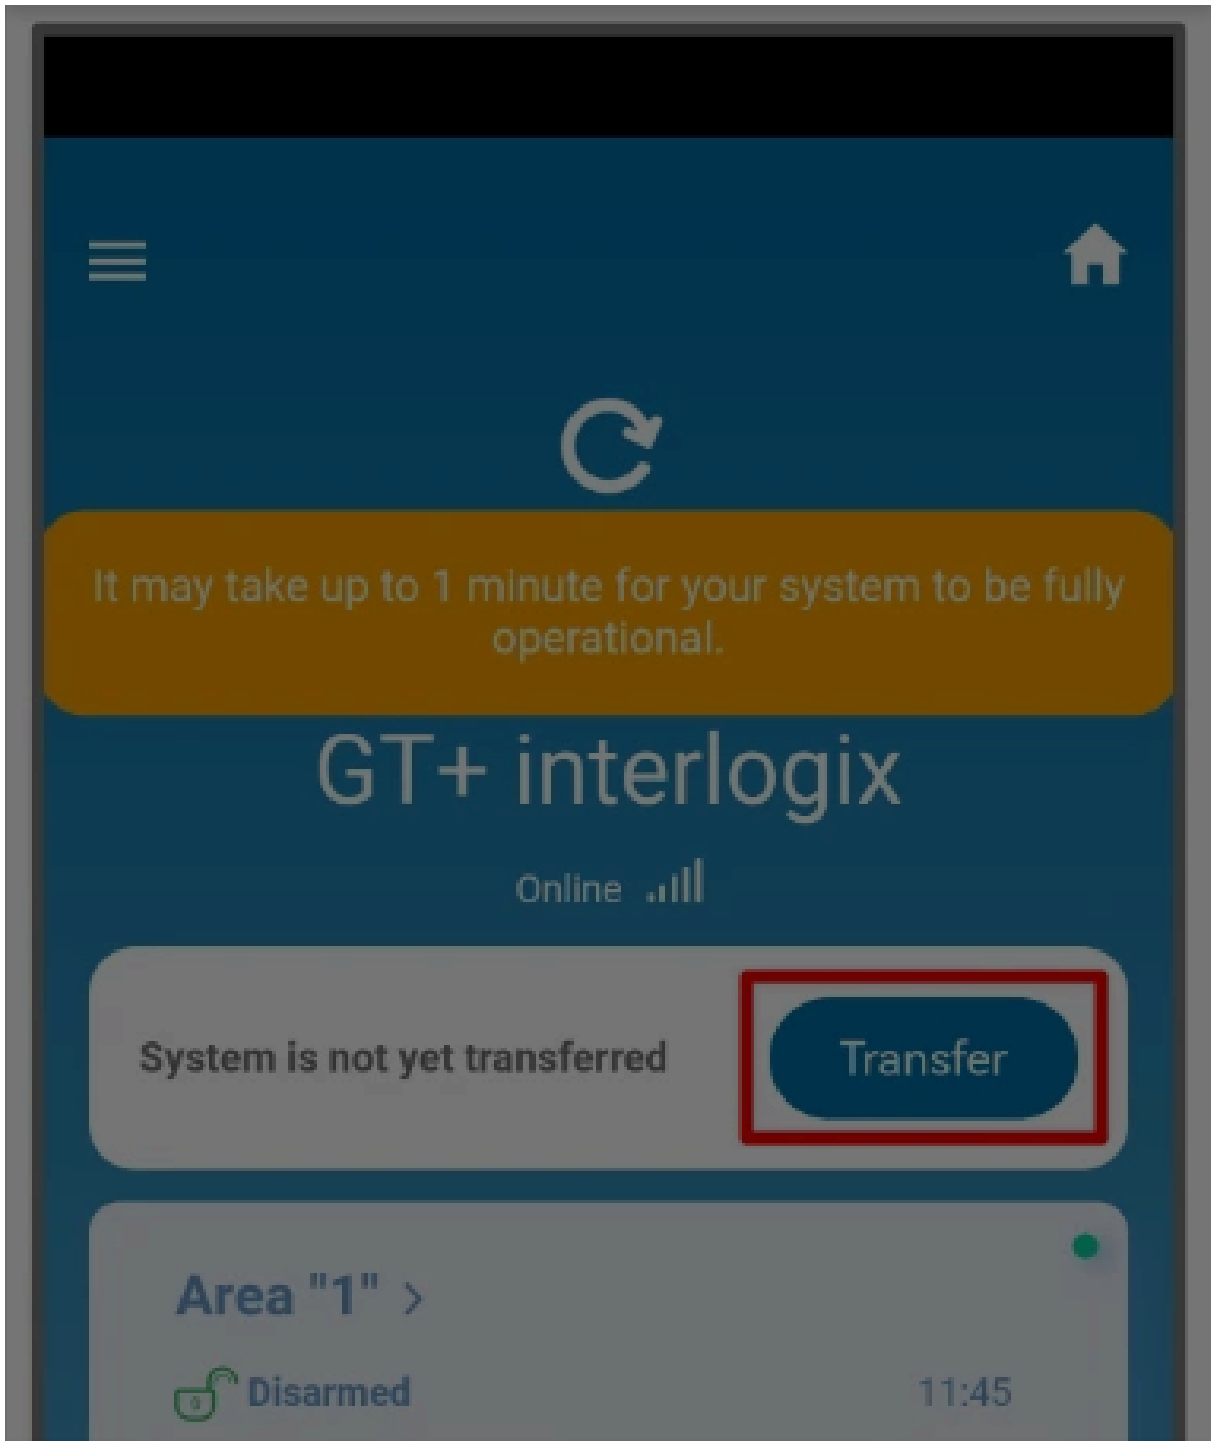 It may take up to 1 minute for your system to be fully
operational.
GT+ interlogix
Online
System is not yet transferred
Transfer
Area "1" >
Disarmed
11:45